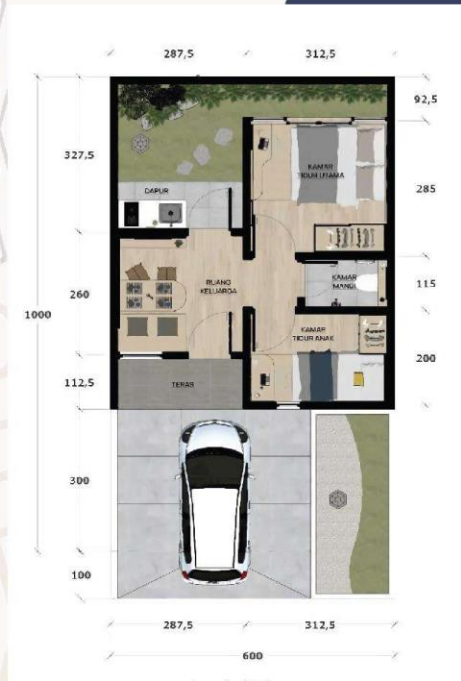 287,5
312,5
92,5
327,5
KAMAR
TIDUR UTAMA
285
DAPUR
RUANG
KELUARGA
KAMAR
MANDI
115
260
1000
KAMAR
TIDUR ANAK
200
112,5
TERAS
300
100
287,5
312,5
600